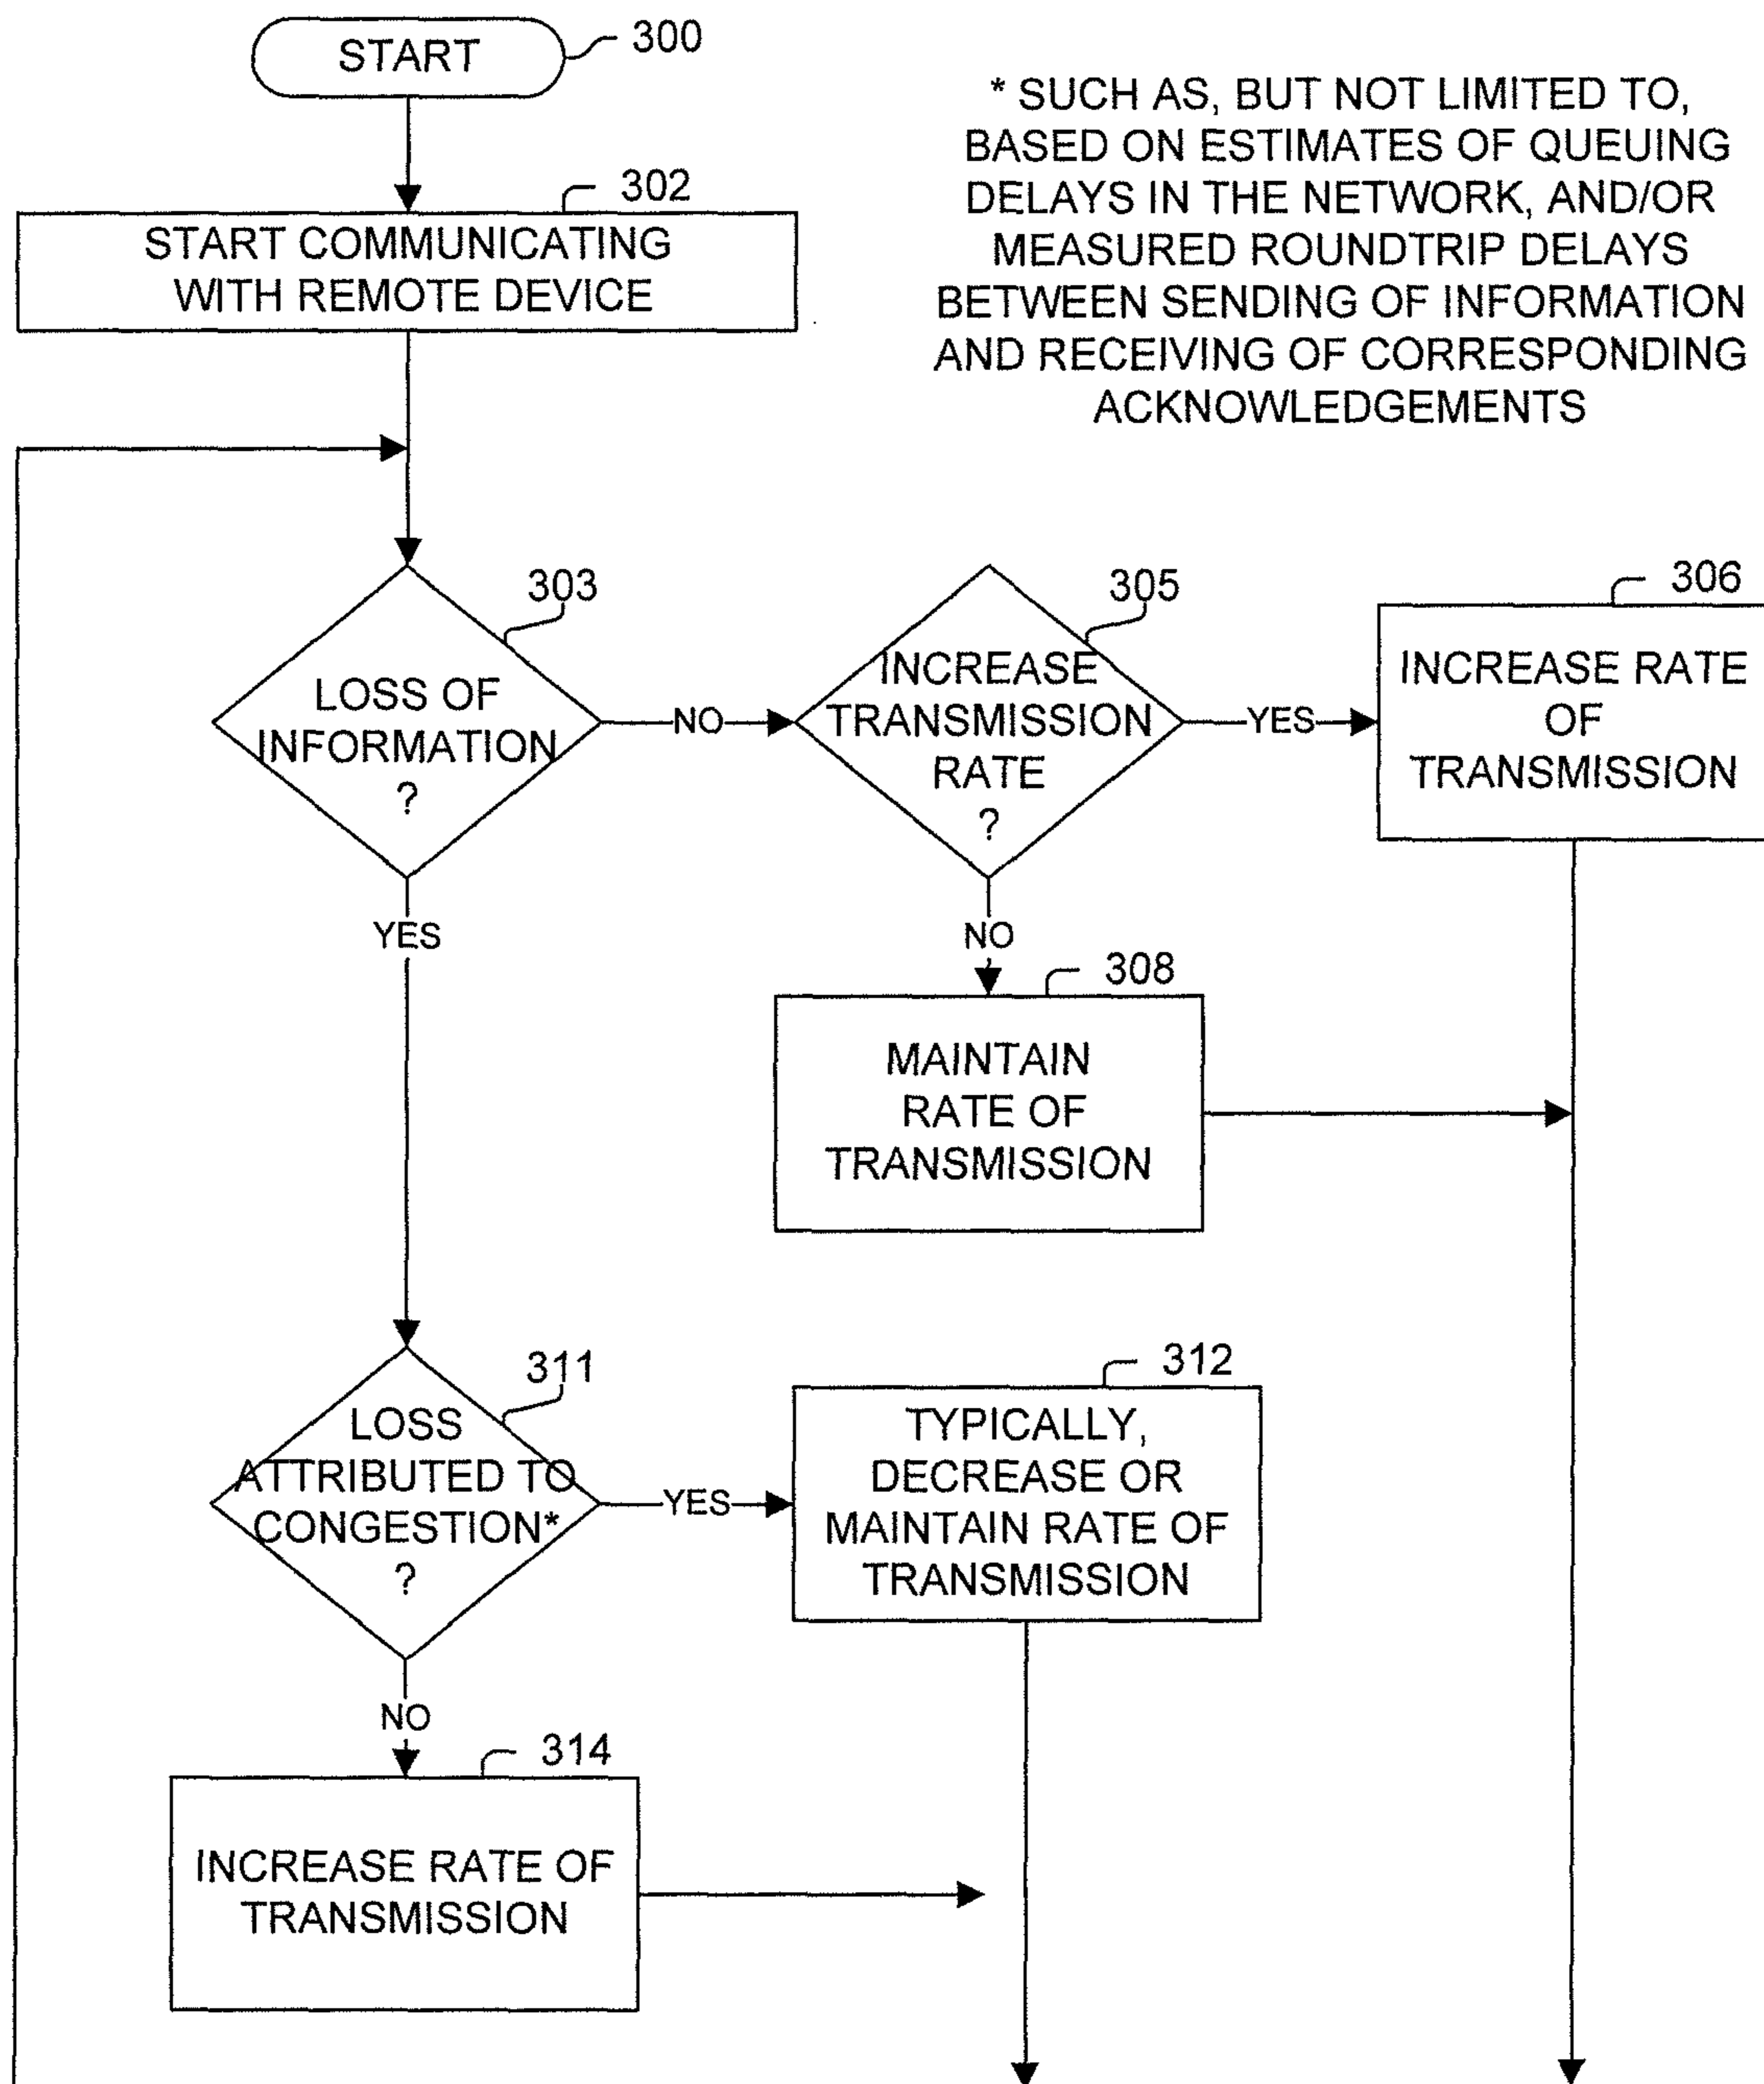 START
300
* SUCH AS, BUT NOT LIMITED TO,
BASED ON ESTIMATES OF QUEUING
DELAYS IN THE NETWORK, AND/OR
MEASURED ROUNDTRIP DELAYS
BETWEEN SENDING OF INFORMATION
AND RECEIVING OF CORRESPONDING
ACKNOWLEDGEMENTS
302
START COMMUNICATING
WITH REMOTE DEVICE
303
LOSS OF
INFORMATION
?
NO
YES
305
INCREASE
TRANSMISSION
RATE
?
YES
NO
306
INCREASE RATE
OF
TRANSMISSION
308
MAINTAIN
RATE OF
TRANSMISSION
311
LOSS
ATTRIBUTED TO
CONGESTION*
?
YES
NO
312
TYPICALLY,
DECREASE OR
MAINTAIN RATE OF
TRANSMISSION
314
INCREASE RATE OF
TRANSMISSION